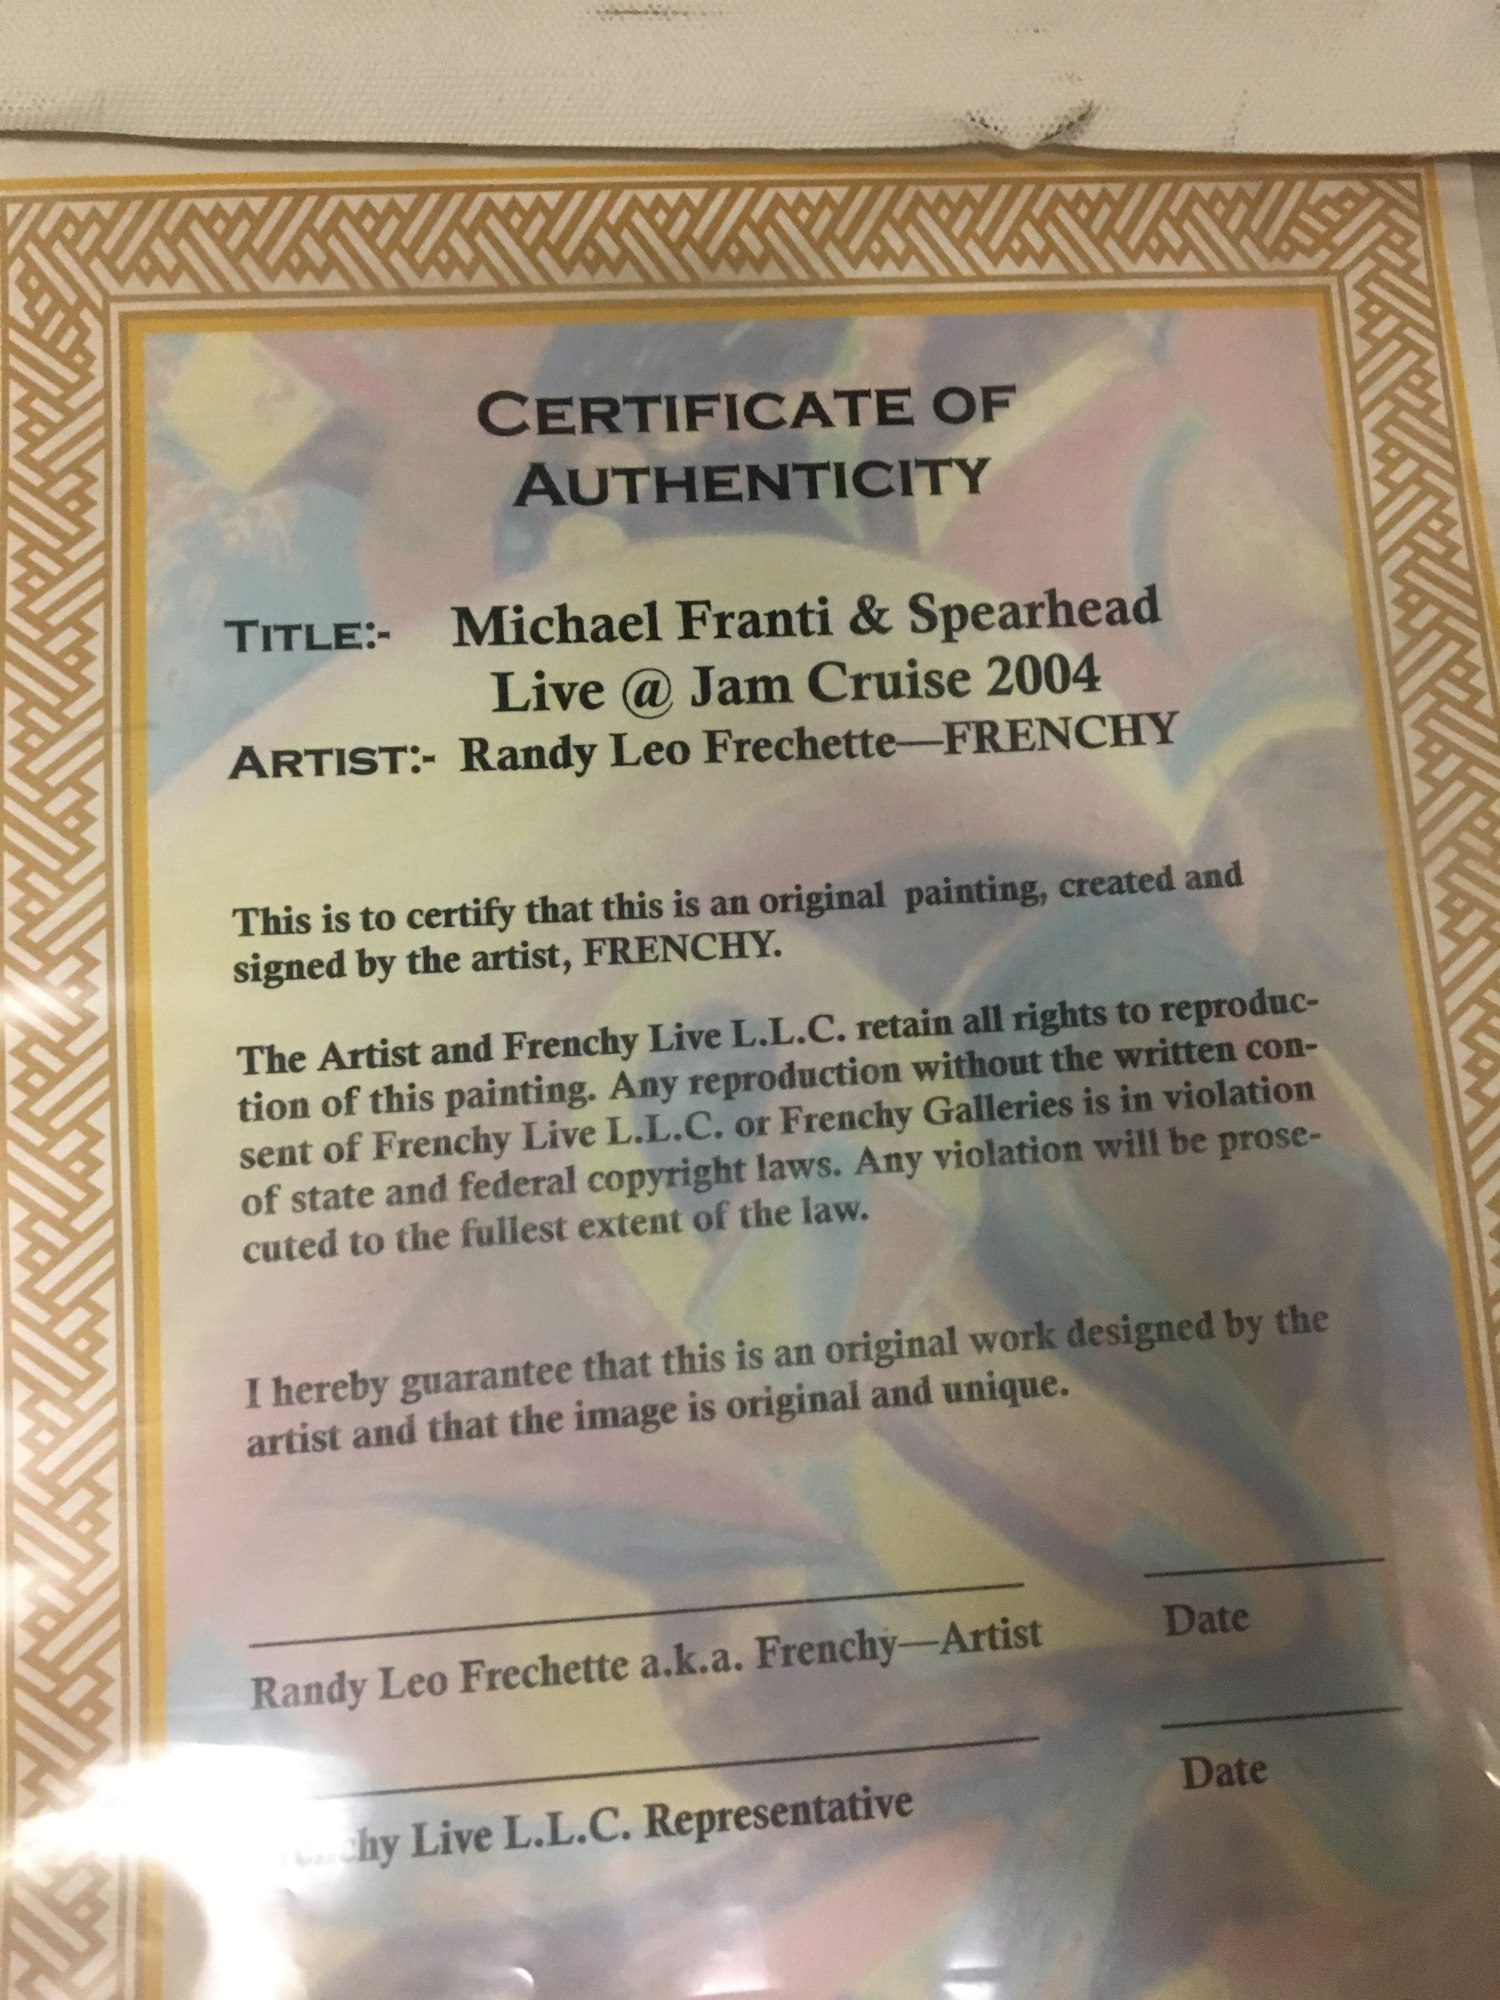 CERTIFICATE OF
AUTHENTICITY
TITLE:- Michael Franti & Spearhead
Live @ Jam Cruise 2004
ARTIST:- Randy Leo Frechette—FRENCHY
This is to certify that this is an original painting, created and
signed by the artist, FRENCHY.
The Artist and Frenchy Live L.L.C. retain all rights to reproduc-
tion of this painting. Any reproduction without the written con-
sent of Frenchy Live L.L.C. or Frenchy Galleries is in violation
of state and federal copyright laws. Any violation will be prose-
cuted to the fullest extent of the law.
I hereby guarantee that this is an original work designed by the
artist and that the image is original and unique.
Randy Leo Frechette a.k.a. Frenchy—Artist Date
Live L.L.C. Representative Date